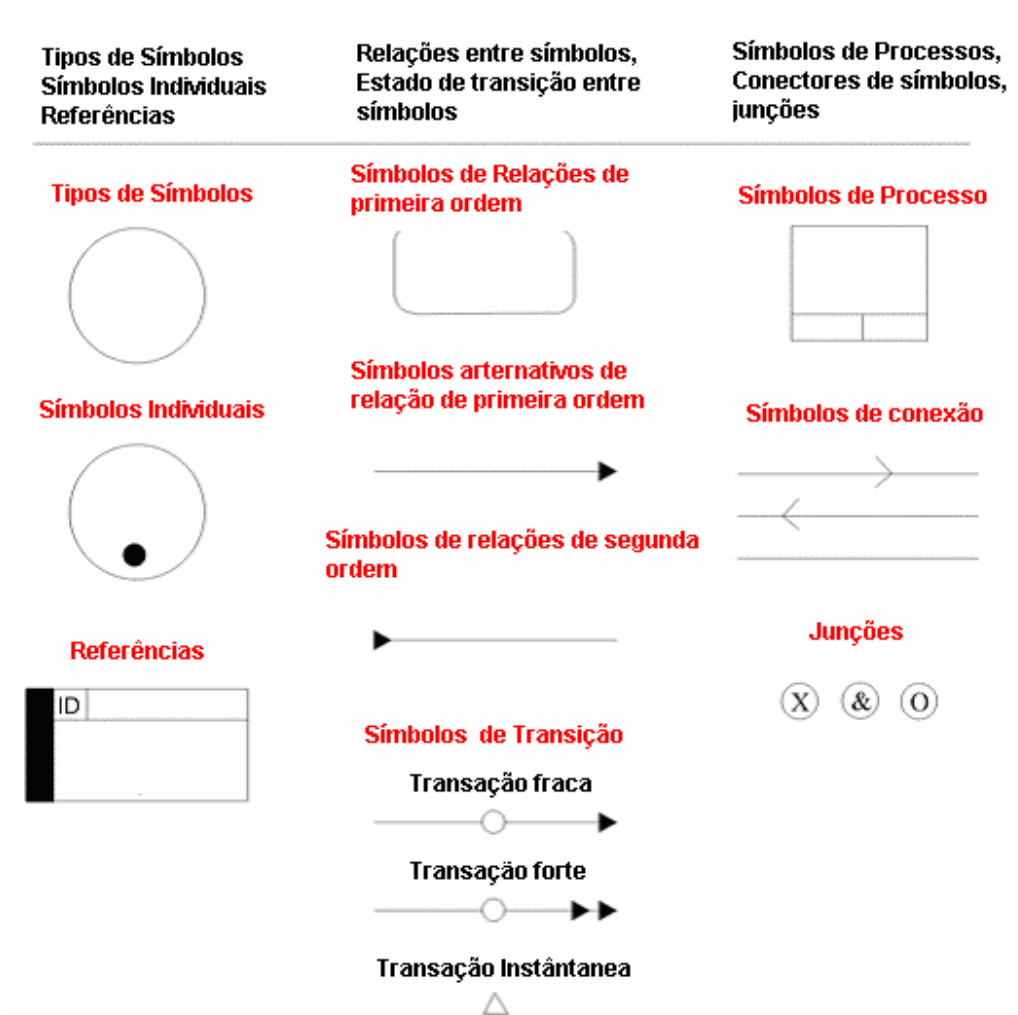 Tipos de Símbolos
Símbolos Individuais
Referências
Relações entre símbolos,
Estado de transição entre
símbolos
Símbolos de Processos,
Conectores de símbolos,
junções
Tipos de Símbolos
Símbolos Individuais
Referências
ID
Símbolos de Relações de
primeira ordem
Símbolos arternativos de
relação de primeira ordem
Símbolos de relações de segunda
ordem
Símbolos de Transição
Transação fraca
Transação forte
Transação Instântanea
Símbolos de Processo
Símbolos de conexão
Junções
X & O